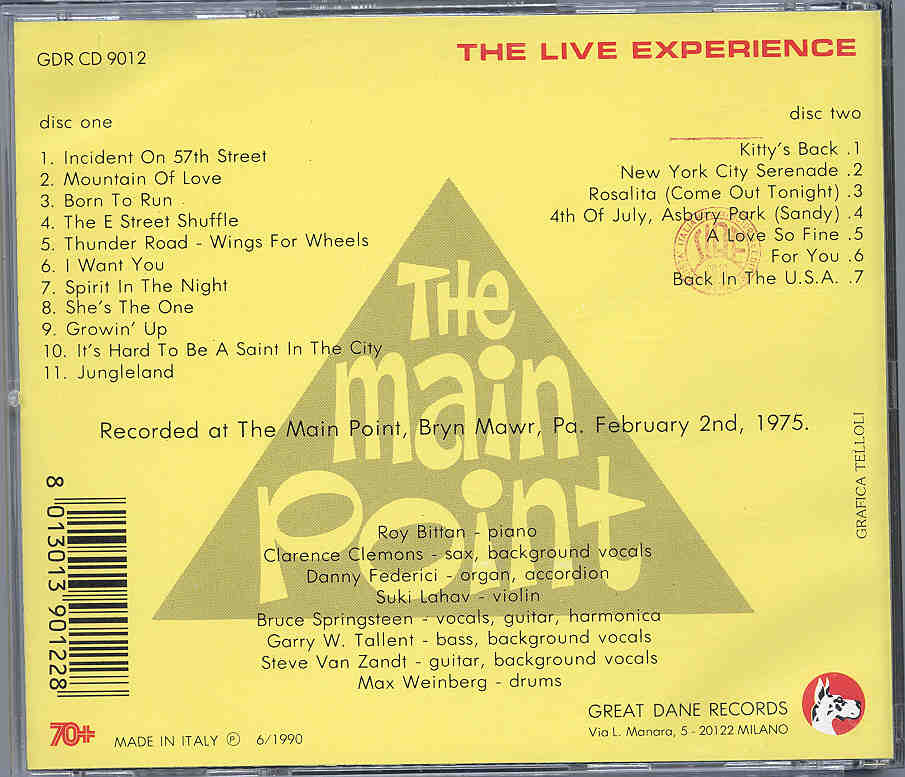 GDR CD 9012
THE LIVE EXPERIENCE
disc one
1. Incident On 57th Street
2. Mountain Of Love
3. Born To Run
4. The E Street Shuffle
5. Thunder Road - Wings For Wheels
6. I Want You
7. Spirit In The Night
8. She's The One
9. Growin' Up
10. It's Hard To Be A Saint In The City
11. Jungleland
disc two
Kitty's Back .1
New York City Serenade .2
Rosalita (Come Out Tonight) .3
4th Of July, Asbury Park (Sandy) .4
A Love So Fine .5
For You .6
Back In The U.S.A. .7
The
main
Point
Recorded at The Main Point, Bryn Mawr, Pa. February 2nd, 1975.
Roy Bittan - piano
Clarence Clemons - sax, background vocals
Danny Federici - organ, accordion
Suki Lahav - violin
Bruce Springsteen - vocals, guitar, harmonica
Garry W. Tallent - bass, background vocals
Steve Van Zandt - guitar, background vocals
Max Weinberg - drums
GRAFICA TELLOLI
8 013013 901228
70++
MADE IN ITALY ℗ 6/1990
GREAT DANE RECORDS
Via L. Manara, 5 - 20122 MILANO